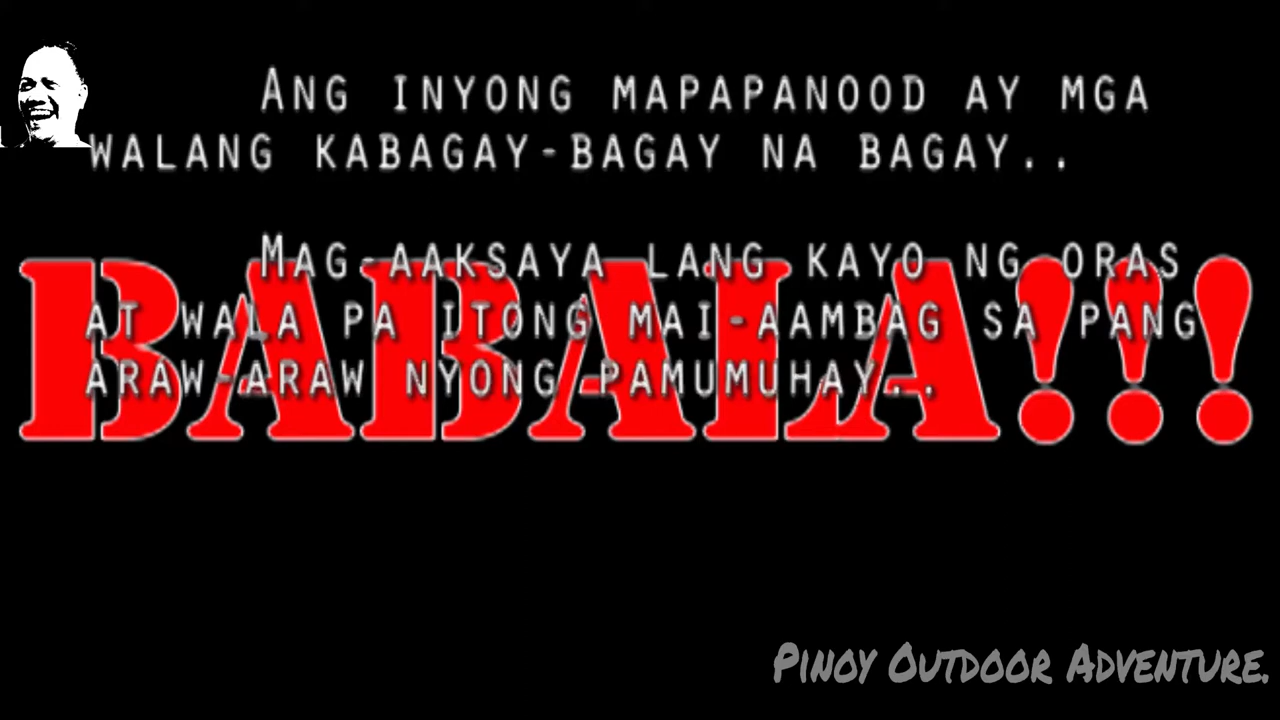 Ang inyong mapapanood ay mga
walang kabagay-bagay na bagay..
Mag-aaksaya lang kayo ng oras
at wala pa itong mai-aambag sa pang
araw-araw nyong pamumuhay..
BABALA!!!
Pinoy Outdoor Adventure.